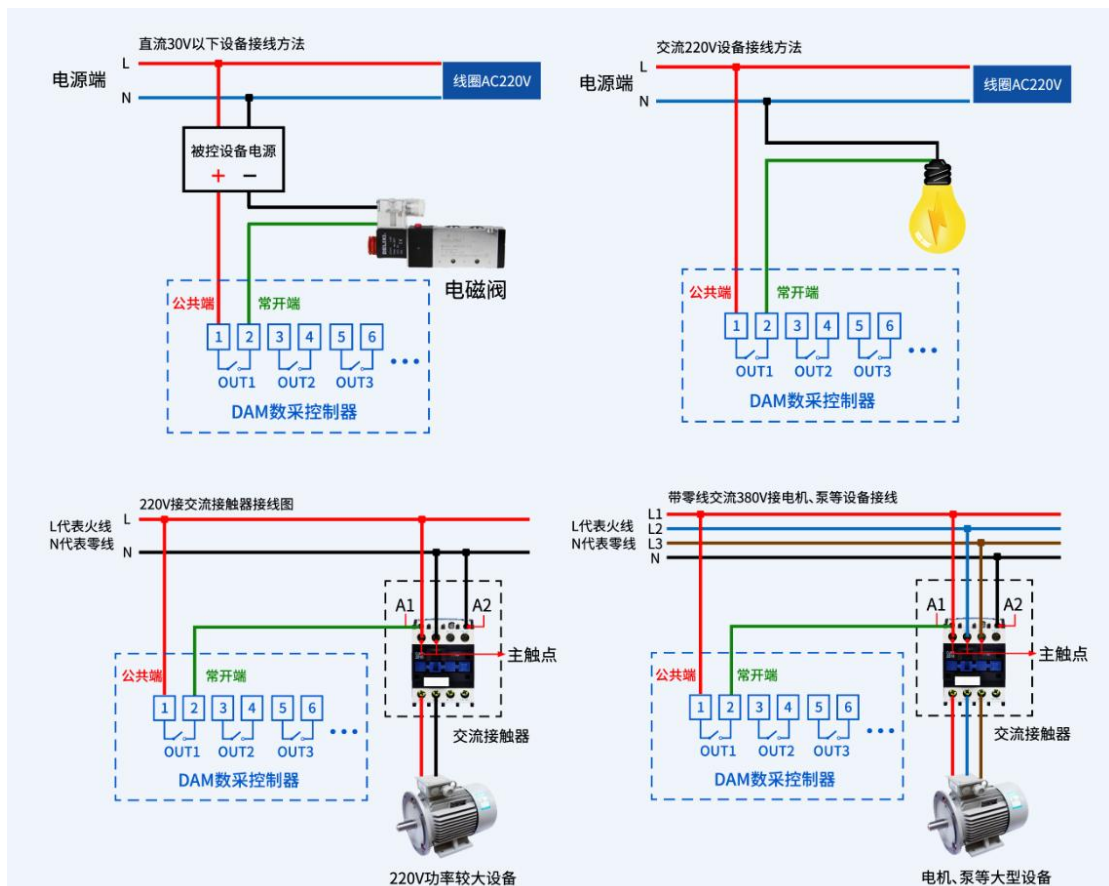 直流30V以下设备接线方法
L
电源端
线圈AC220V
N
被控设备电源
+ −
DELIXI
电磁阀
公共端 常开端
1 2 3 4 5 6
OUT1 OUT2 OUT3
DAM数采控制器
交流220V设备接线方法
L
电源端
线圈AC220V
N
公共端 常开端
1 2 3 4 5 6
OUT1 OUT2 OUT3
DAM数采控制器
220V接交流接触器接线图
L
L代表火线
N代表零线
N
A1 A2
主触点
公共端 常开端
1 2 3 4 5 6
OUT1 OUT2 OUT3
交流接触器
DAM数采控制器
220V功率较大设备
带零线交流380V接电机、泵等设备接线
L1
L代表火线
L2
N代表零线
L3
N
A1 A2
主触点
公共端 常开端
1 2 3 4 5 6
OUT1 OUT2 OUT3
交流接触器
DAM数采控制器
电机、泵等大型设备